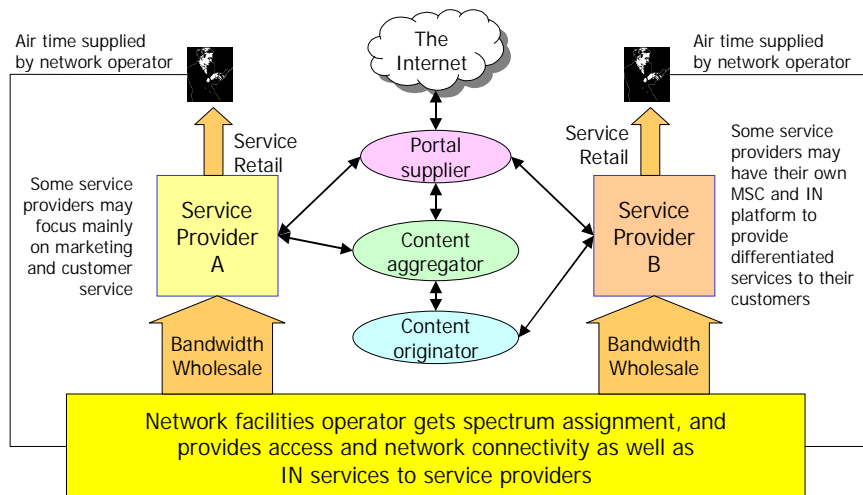 Air time supplied
by network operator
The
Internet
Air time supplied
by network operator
Service
Retail
Portal
supplier
Service
Retail
Some service
providers may
focus mainly
on marketing
and customer
service
Service
Provider
A
Content
aggregator
Service
Provider
B
Some service
providers may
have their own
MSC and IN
platform to
provide
differentiated
services to their
customers
Content
originator
Bandwidth
Wholesale
Bandwidth
Wholesale
Network facilities operator gets spectrum assignment, and
provides access and network connectivity as well as
IN services to service providers